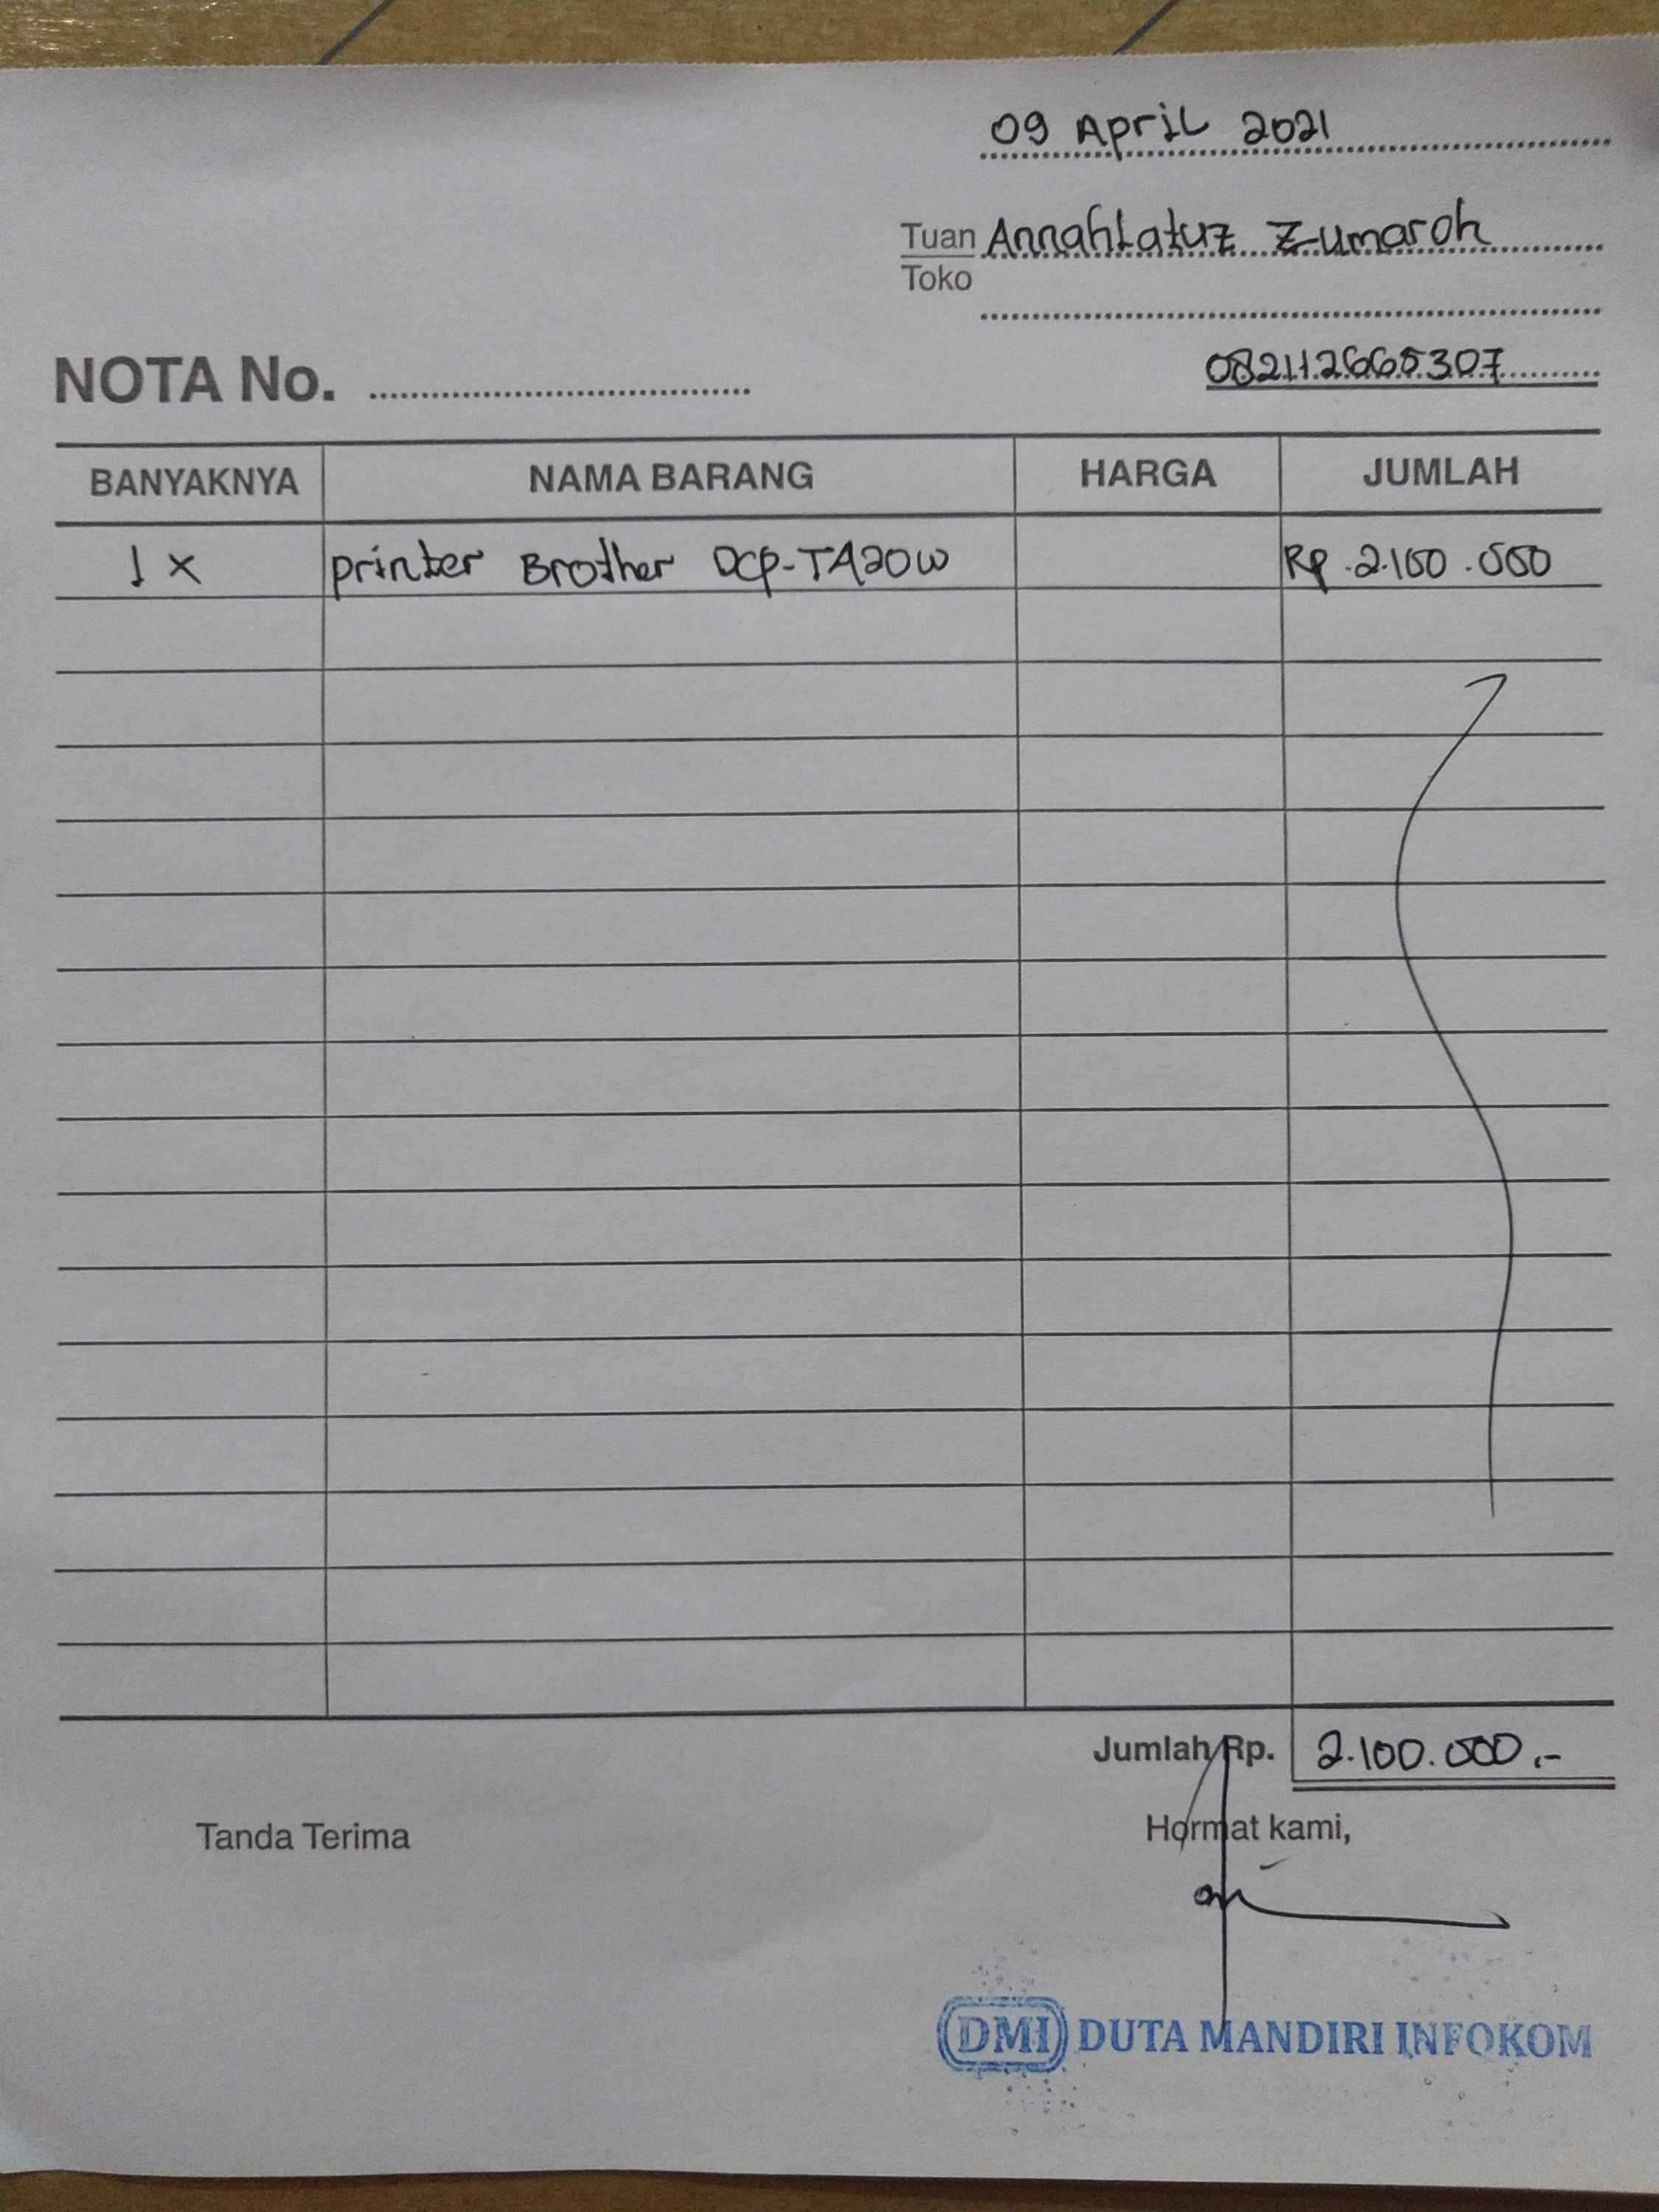 09 April 2021
Tuan Annahlatuz Zumaroh
Toko
NOTA No. 082112665307
BANYAKNYA NAMA BARANG HARGA JUMLAH
1 x printer Brother DCP-TA20W Rp.2.100.000
Jumlah Rp. 2.100.000,-
Tanda Terima Hormat kami,
DMI DUTA MANDIRI INFOKOM